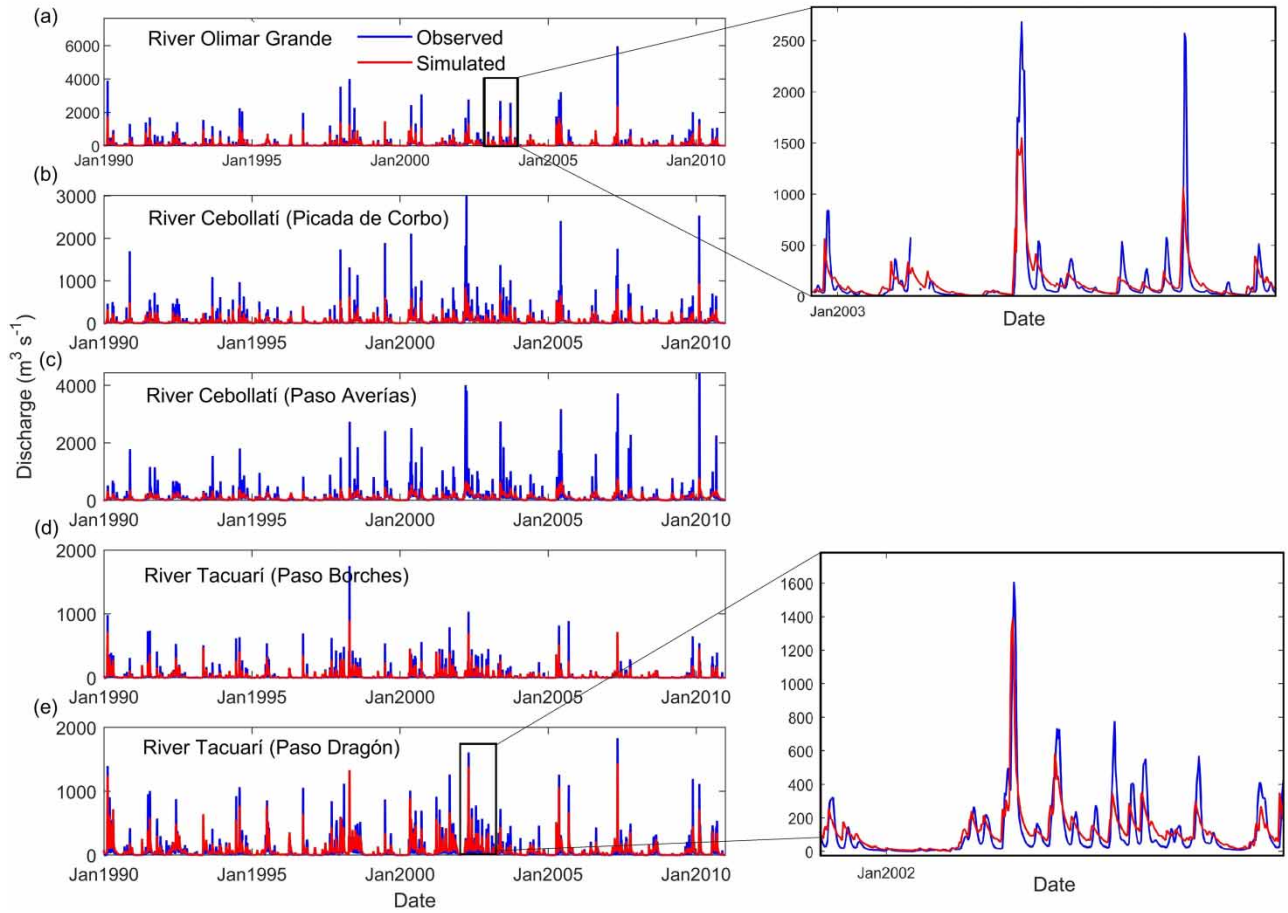 (a)
River Olimar Grande
Observed
Simulated
6000
4000
2000
0
Jan1990
Jan1995
Jan2000
Jan2005
Jan2010
2500
2000
1500
1000
500
0
Jan2003
Date
(b)
River Cebollatí (Picada de Corbo)
3000
2000
1000
0
Jan1990
Jan1995
Jan2000
Jan2005
Jan2010
(c)
River Cebollatí (Paso Averías)
4000
2000
0
Jan1990
Jan1995
Jan2000
Jan2005
Jan2010
Discharge (m³ s⁻¹)
(d)
River Tacuarí (Paso Borches)
2000
1000
0
Jan1990
Jan1995
Jan2000
Jan2005
Jan2010
(e)
River Tacuarí (Paso Dragón)
2000
1000
0
Jan1990
Jan1995
Jan2000
Jan2005
Jan2010
Date
1600
1400
1200
1000
800
600
400
200
0
Jan2002
Date